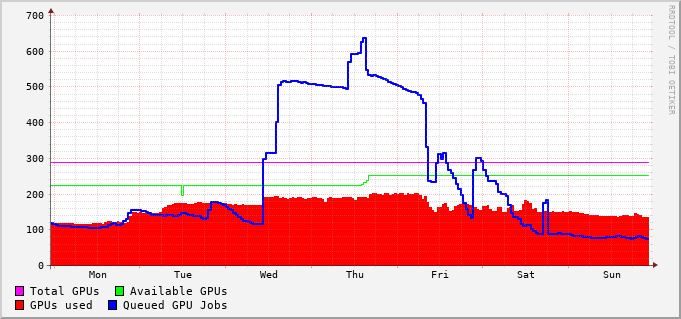 700
600
500
400
300
200
100
0
Mon Tue Wed Thu Fri Sat Sun
Total GPUs Available GPUs
GPUs used Queued GPU Jobs
RRDTOOL / TOBI OETIKER